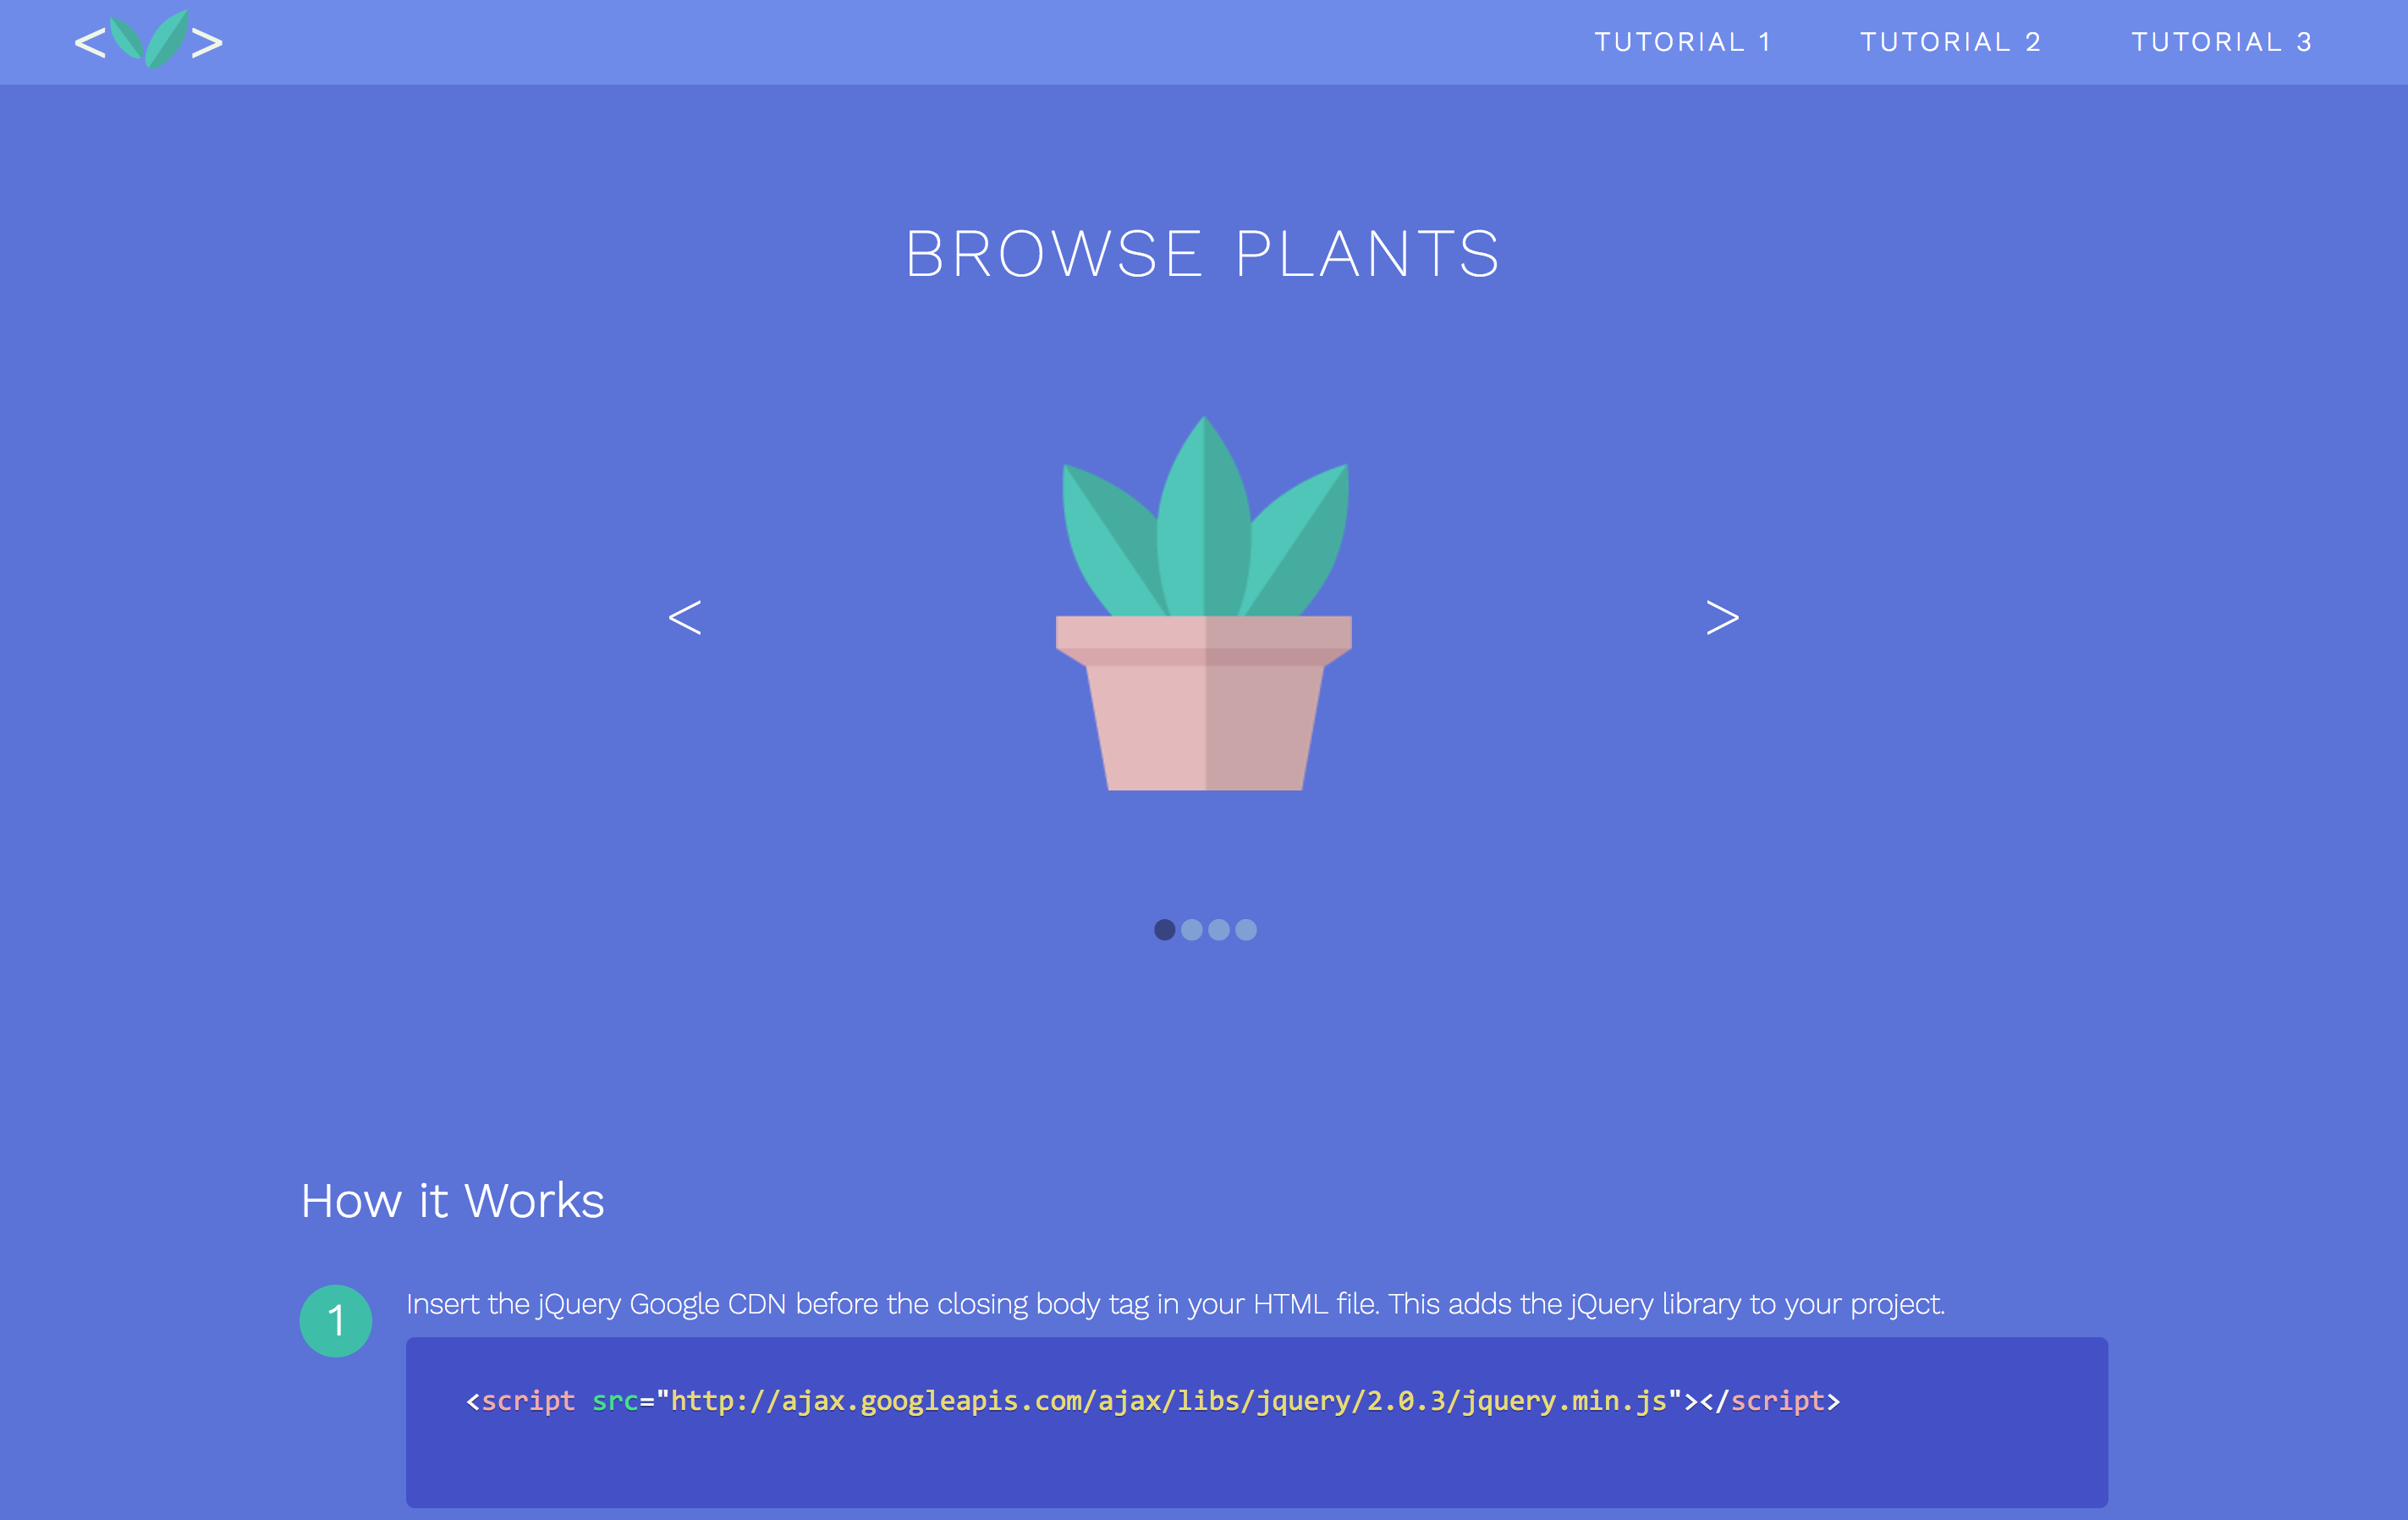 < >
TUTORIAL 1 TUTORIAL 2 TUTORIAL 3
BROWSE PLANTS
< >
How it Works
1 Insert the jQuery Google CDN before the closing body tag in your HTML file. This adds the jQuery library to your project.
<script src="http://ajax.googleapis.com/ajax/libs/jquery/2.0.3/jquery.min.js"></script>